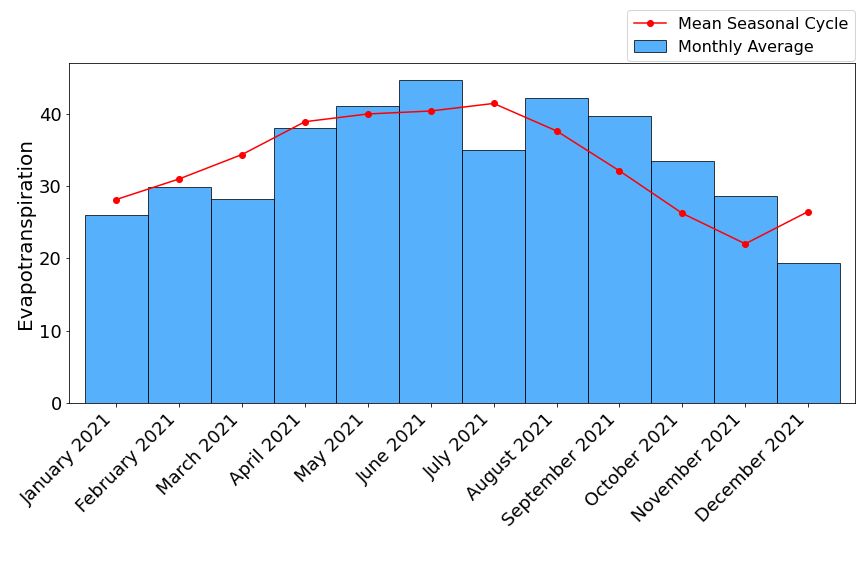 Mean Seasonal Cycle
Monthly Average
Evapotranspiration
40
30
20
10
0
January 2021
February 2021
March 2021
April 2021
May 2021
June 2021
July 2021
August 2021
September 2021
October 2021
November 2021
December 2021